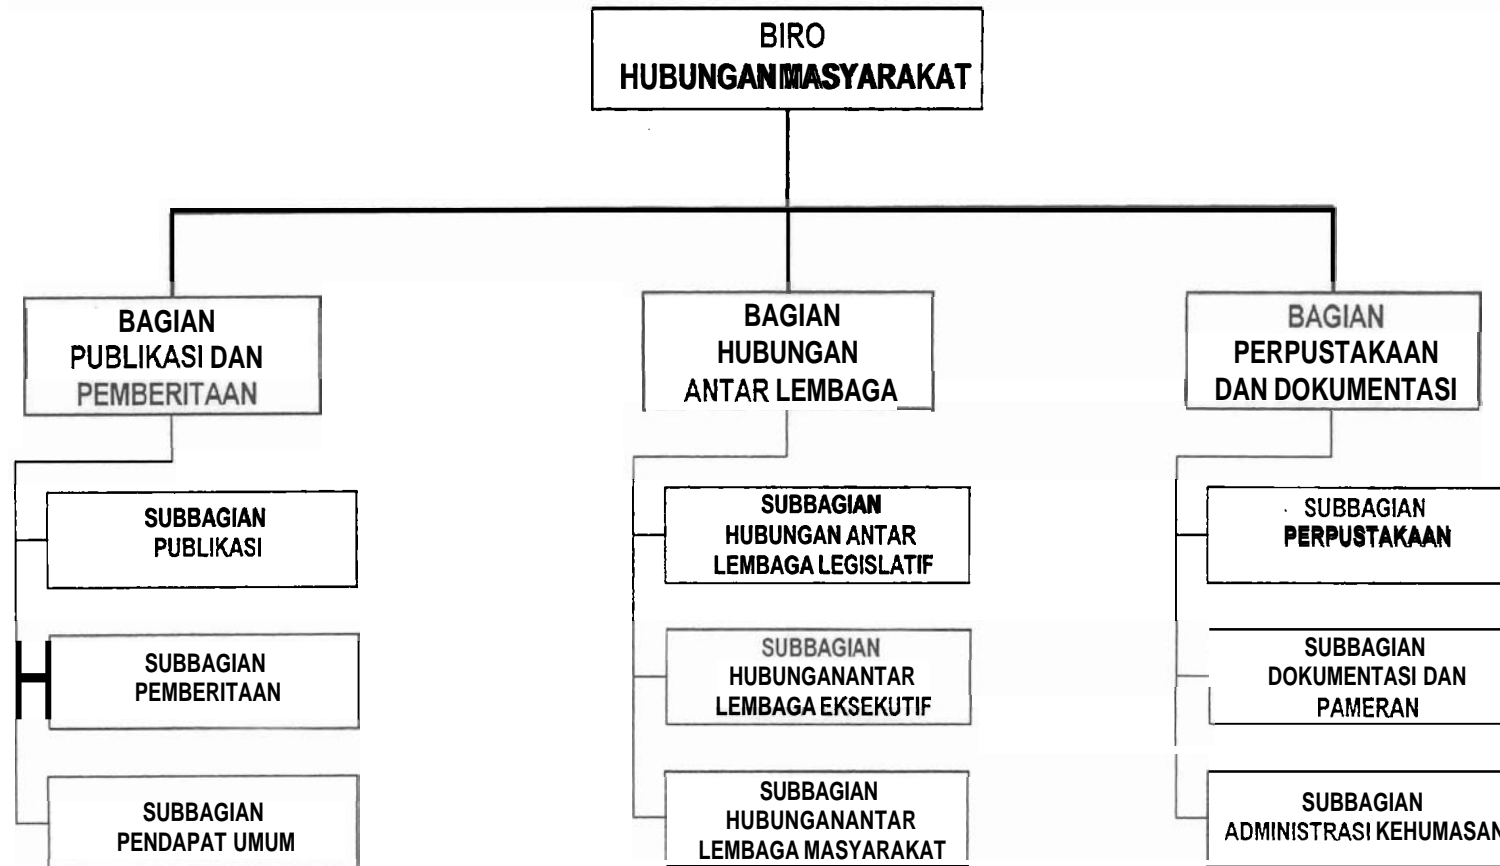 BIRO
HUBUNGAN MASYARAKAT
BAGIAN
PUBLIKASI DAN
PEMBERITAAN
SUBBAGIAN
PUBLIKASI
SUBBAGIAN
PEMBERITAAN
SUBBAGIAN
PENDAPAT UMUM
BAGIAN
HUBUNGAN
ANTAR LEMBAGA
SUBBAGIAN
HUBUNGAN ANTAR
LEMBAGA LEGISLATIF
SUBBAGIAN
HUBUNGANANTAR
LEMBAGA EKSEKUTIF
SUBBAGIAN
HUBUNGANANTAR
LEMBAGA MASYARAKAT
BAGIAN
PERPUSTAKAAN
DAN DOKUMENTASI
SUBBAGIAN
PERPUSTAKAAN
SUBBAGIAN
DOKUMENTASI DAN
PAMERAN
SUBBAGIAN
ADMINISTRASI KEHUMASAN